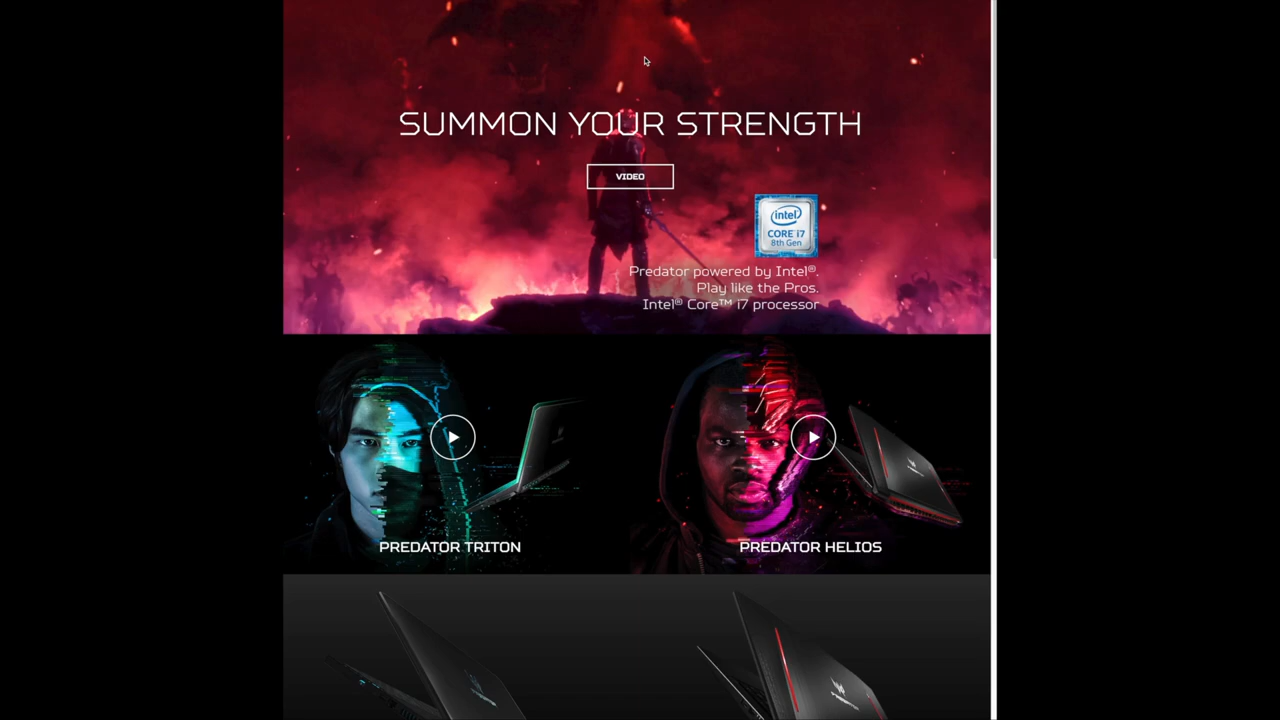 SUMMON YOUR STRENGTH
VIDEO
intel
CORE i7
8th Gen
Predator powered by Intel®.
Play like the Pros.
Intel® Core™ i7 processor
PREDATOR TRITON
PREDATOR HELIOS